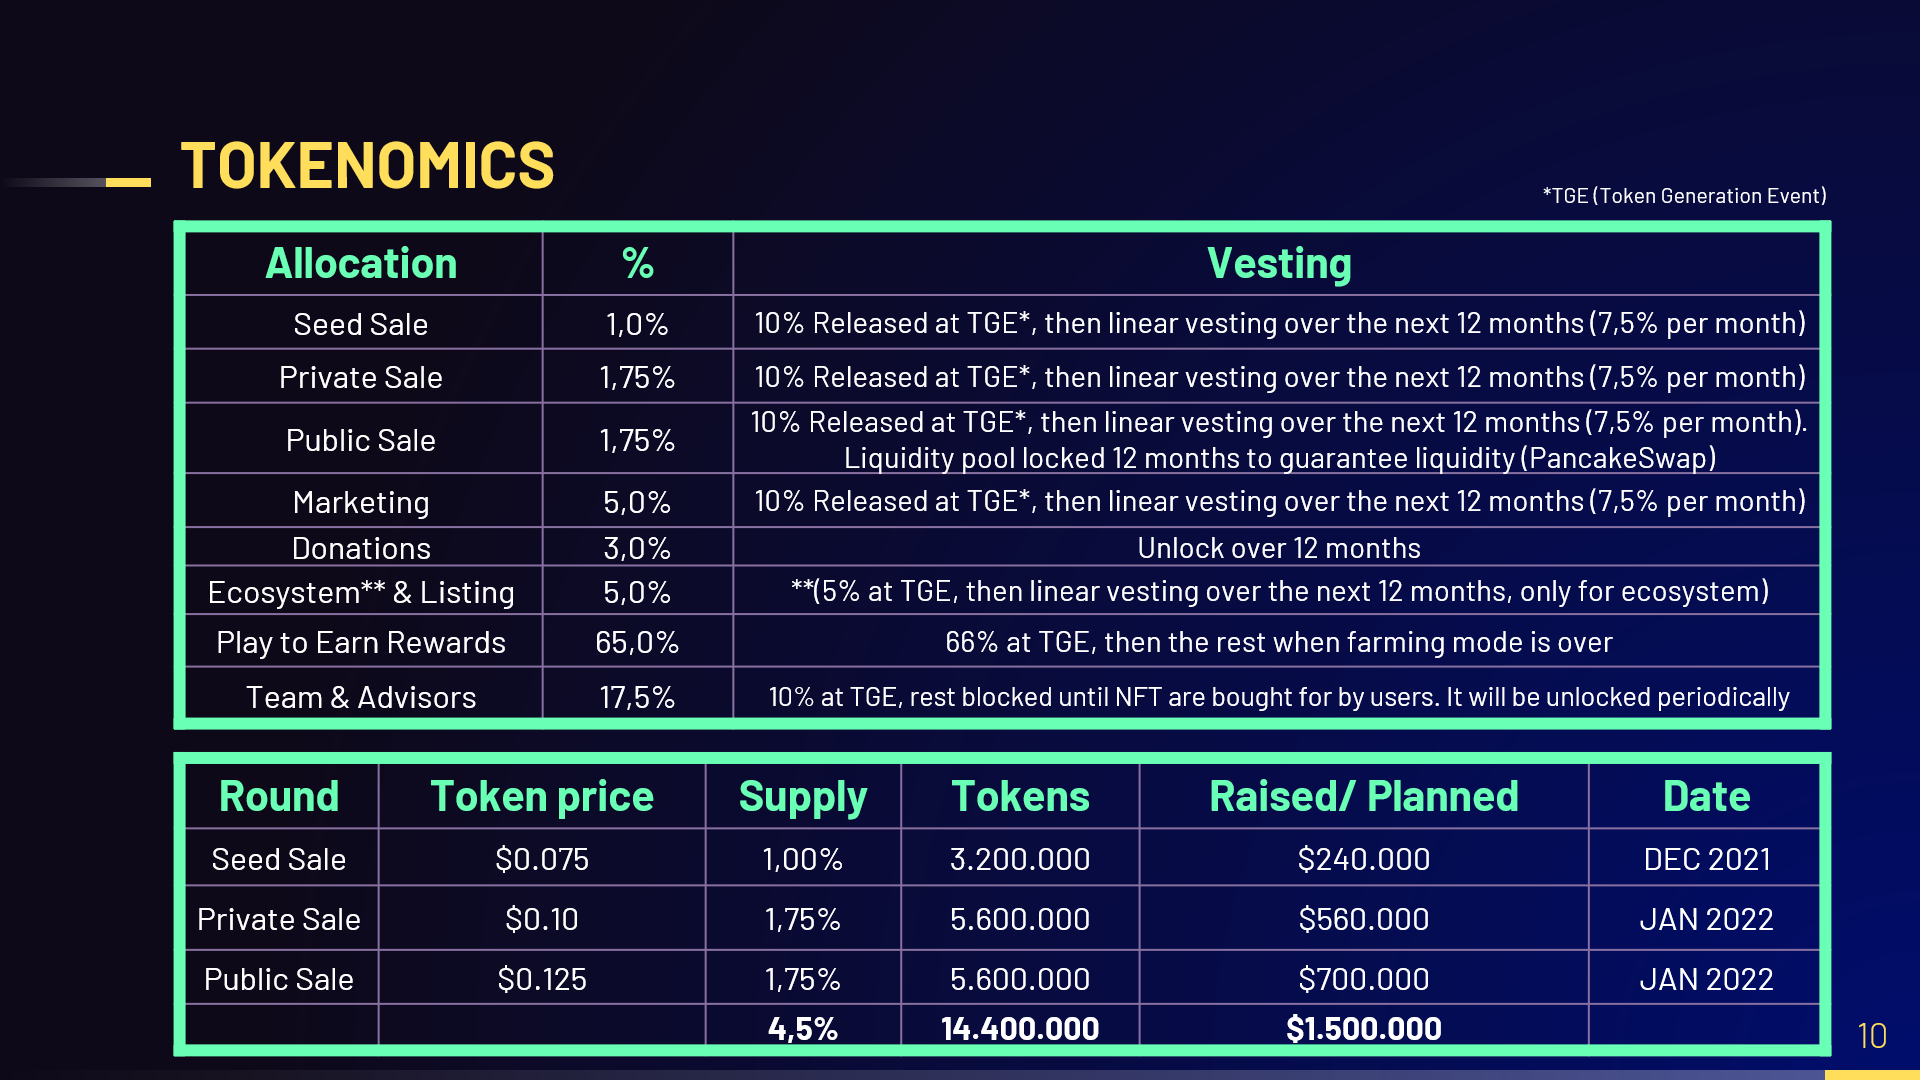 TOKENOMICS
*TGE (Token Generation Event)
Allocation % Vesting
Seed Sale 1,0% 10% Released at TGE*, then linear vesting over the next 12 months (7,5% per month)
Private Sale 1,75% 10% Released at TGE*, then linear vesting over the next 12 months (7,5% per month)
Public Sale 1,75% 10% Released at TGE*, then linear vesting over the next 12 months (7,5% per month).
Liquidity pool locked 12 months to guarantee liquidity (PancakeSwap)
Marketing 5,0% 10% Released at TGE*, then linear vesting over the next 12 months (7,5% per month)
Donations 3,0% Unlock over 12 months
Ecosystem** & Listing 5,0% **(5% at TGE, then linear vesting over the next 12 months, only for ecosystem)
Play to Earn Rewards 65,0% 66% at TGE, then the rest when farming mode is over
Team & Advisors 17,5% 10% at TGE, rest blocked until NFT are bought for by users. It will be unlocked periodically
Round Token price Supply Tokens Raised/ Planned Date
Seed Sale $0.075 1,00% 3.200.000 $240.000 DEC 2021
Private Sale $0.10 1,75% 5.600.000 $560.000 JAN 2022
Public Sale $0.125 1,75% 5.600.000 $700.000 JAN 2022
4,5% 14.400.000 $1.500.000
10